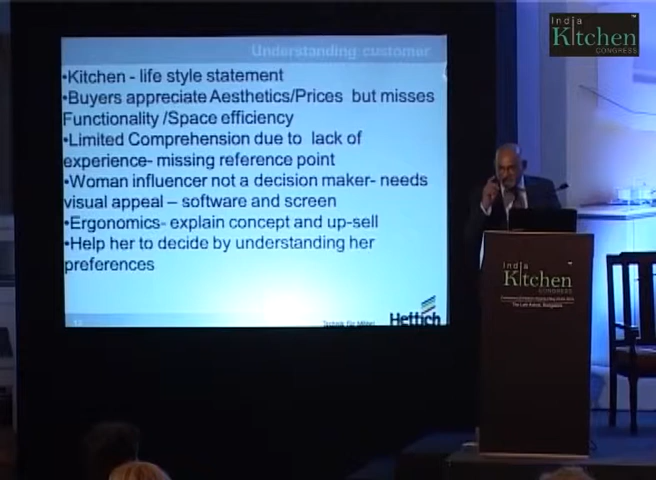 India
Kitchen
CONGRESS
Understanding customer
•Kitchen - life style statement
•Buyers appreciate Aesthetics/Prices but misses
Functionality /Space efficiency
•Limited Comprehension due to lack of
experience- missing reference point
•Woman influencer not a decision maker- needs
visual appeal – software and screen
•Ergonomics- explain concept and up-sell
•Help her to decide by understanding her
preferences
Technik für Möbel
Hettich
India
Kitchen
CONGRESS